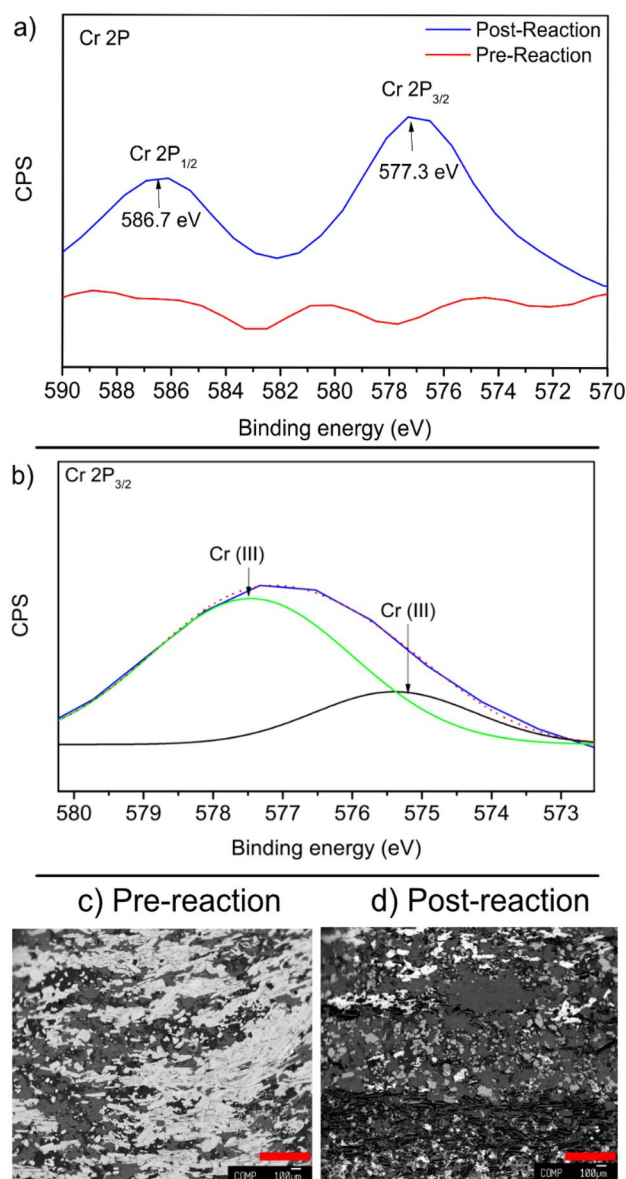 a)
Cr 2P
Post-Reaction
Pre-Reaction
Cr 2P3/2
Cr 2P1/2
577.3 eV
586.7 eV
CPS
590 588 586 584 582 580 578 576 574 572 570
Binding energy (eV)
b)
Cr 2P3/2
Cr (III)
Cr (III)
CPS
580 579 578 577 576 575 574 573
Binding energy (eV)
c) Pre-reaction d) Post-reaction
COMP 100μm COMP 100μm